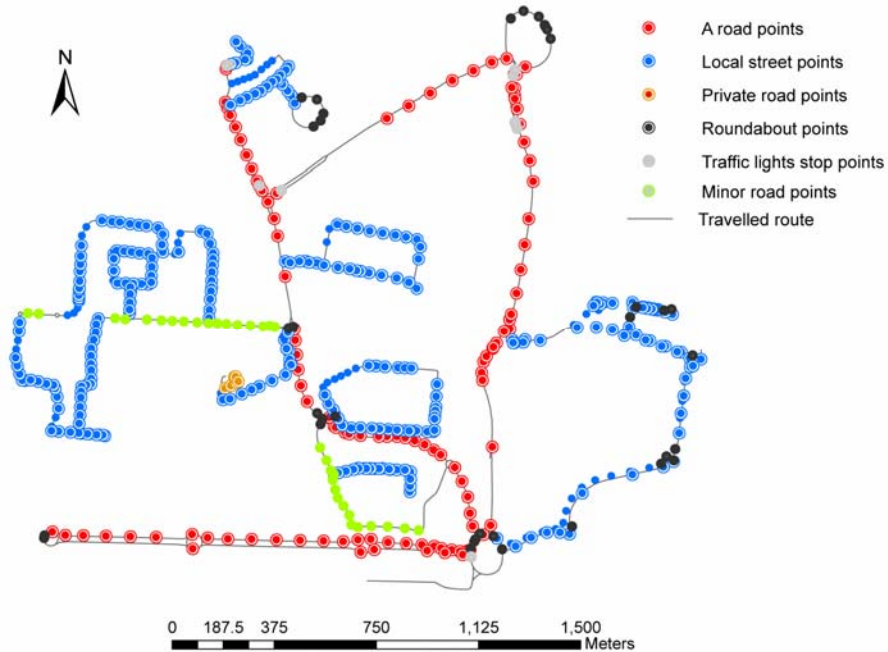 N
A road points
Local street points
Private road points
Roundabout points
Traffic lights stop points
Minor road points
Travelled route
0 187.5 375 750 1,125 1,500
Meters